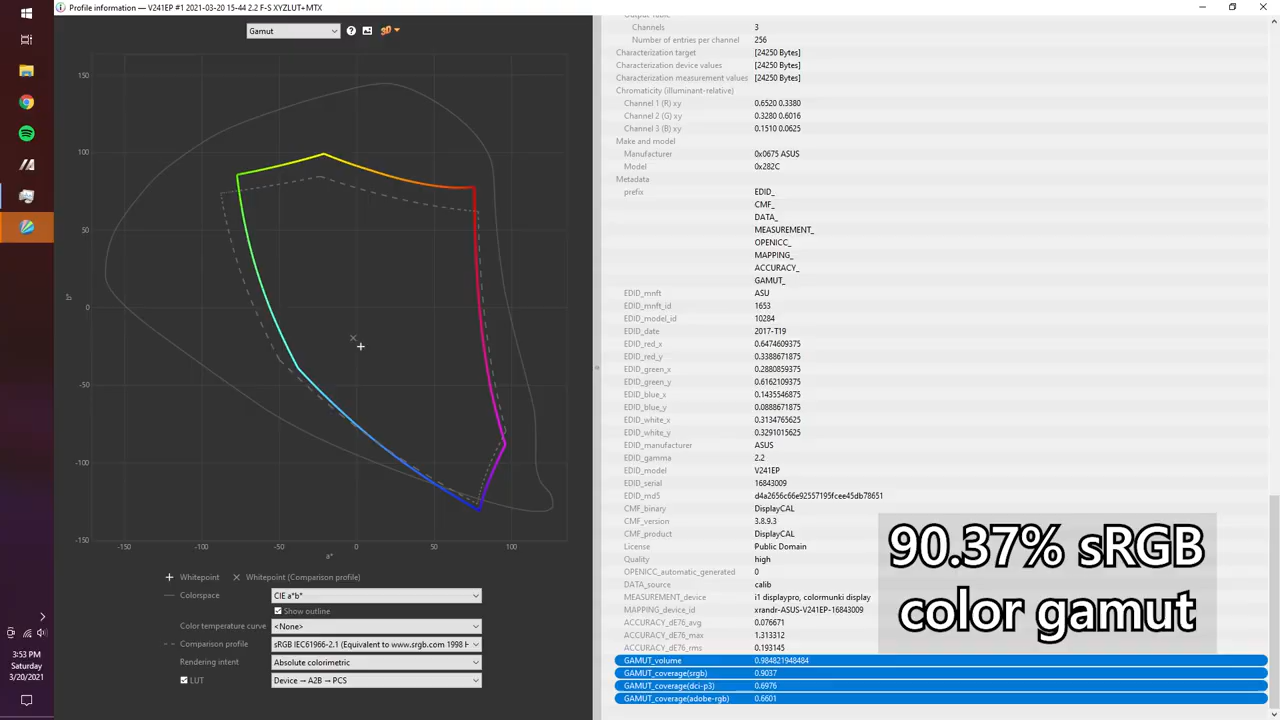 Profile information — V241EP #1 2021-03-20 15-44 2.2 F-S XYZLUT+MTX
Gamut
3D
150
100
50
0
-50
-100
-150
-150
-100
-50
0
50
100
b*
a*
Whitepoint
Whitepoint (Comparison profile)
Colorspace
CIE a*b*
Show outline
Color temperature curve
<None>
Comparison profile
sRGB IEC61966-2.1 (Equivalent to www.srgb.com 1998 H
Rendering intent
Absolute colorimetric
LUT
Device → A2B → PCS
3:53 PM
Saturday
3/20/2021
Output Table
Channels 3
Number of entries per channel 256
Characterization target [24250 Bytes]
Characterization device values [24250 Bytes]
Characterization measurement values [24250 Bytes]
Chromaticity (illuminant-relative)
Channel 1 (R) xy 0.6520 0.3380
Channel 2 (G) xy 0.3280 0.6016
Channel 3 (B) xy 0.1510 0.0625
Make and model
Manufacturer 0x0675 ASUS
Model 0x282C
Metadata
prefix EDID_
CMF_
DATA_
MEASUREMENT_
OPENICC_
MAPPING_
ACCURACY_
GAMUT_
EDID_mnft ASU
EDID_mnft_id 1653
EDID_model_id 10284
EDID_date 2017-T19
EDID_red_x 0.6474609375
EDID_red_y 0.3388671875
EDID_green_x 0.2880859375
EDID_green_y 0.6162109375
EDID_blue_x 0.1435546875
EDID_blue_y 0.0888671875
EDID_white_x 0.3134765625
EDID_white_y 0.3291015625
EDID_manufacturer ASUS
EDID_gamma 2.2
EDID_model V241EP
EDID_serial 16843009
EDID_md5 d4a2656c66e92557195fcee45db78651
CMF_binary DisplayCAL
CMF_version 3.8.9.3
CMF_product DisplayCAL
License Public Domain
Quality high
OPENICC_automatic_generated 0
DATA_source calib
MEASUREMENT_device i1 displaypro, colormunki display
MAPPING_device_id xrandr-ASUS-V241EP-16843009
ACCURACY_dE76_avg 0.076671
ACCURACY_dE76_max 1.313312
ACCURACY_dE76_rms 0.193145
GAMUT_volume 0.984821948484
GAMUT_coverage(srgb) 0.9037
GAMUT_coverage(dci-p3) 0.6976
GAMUT_coverage(adobe-rgb) 0.6601
90.37% sRGB
color gamut